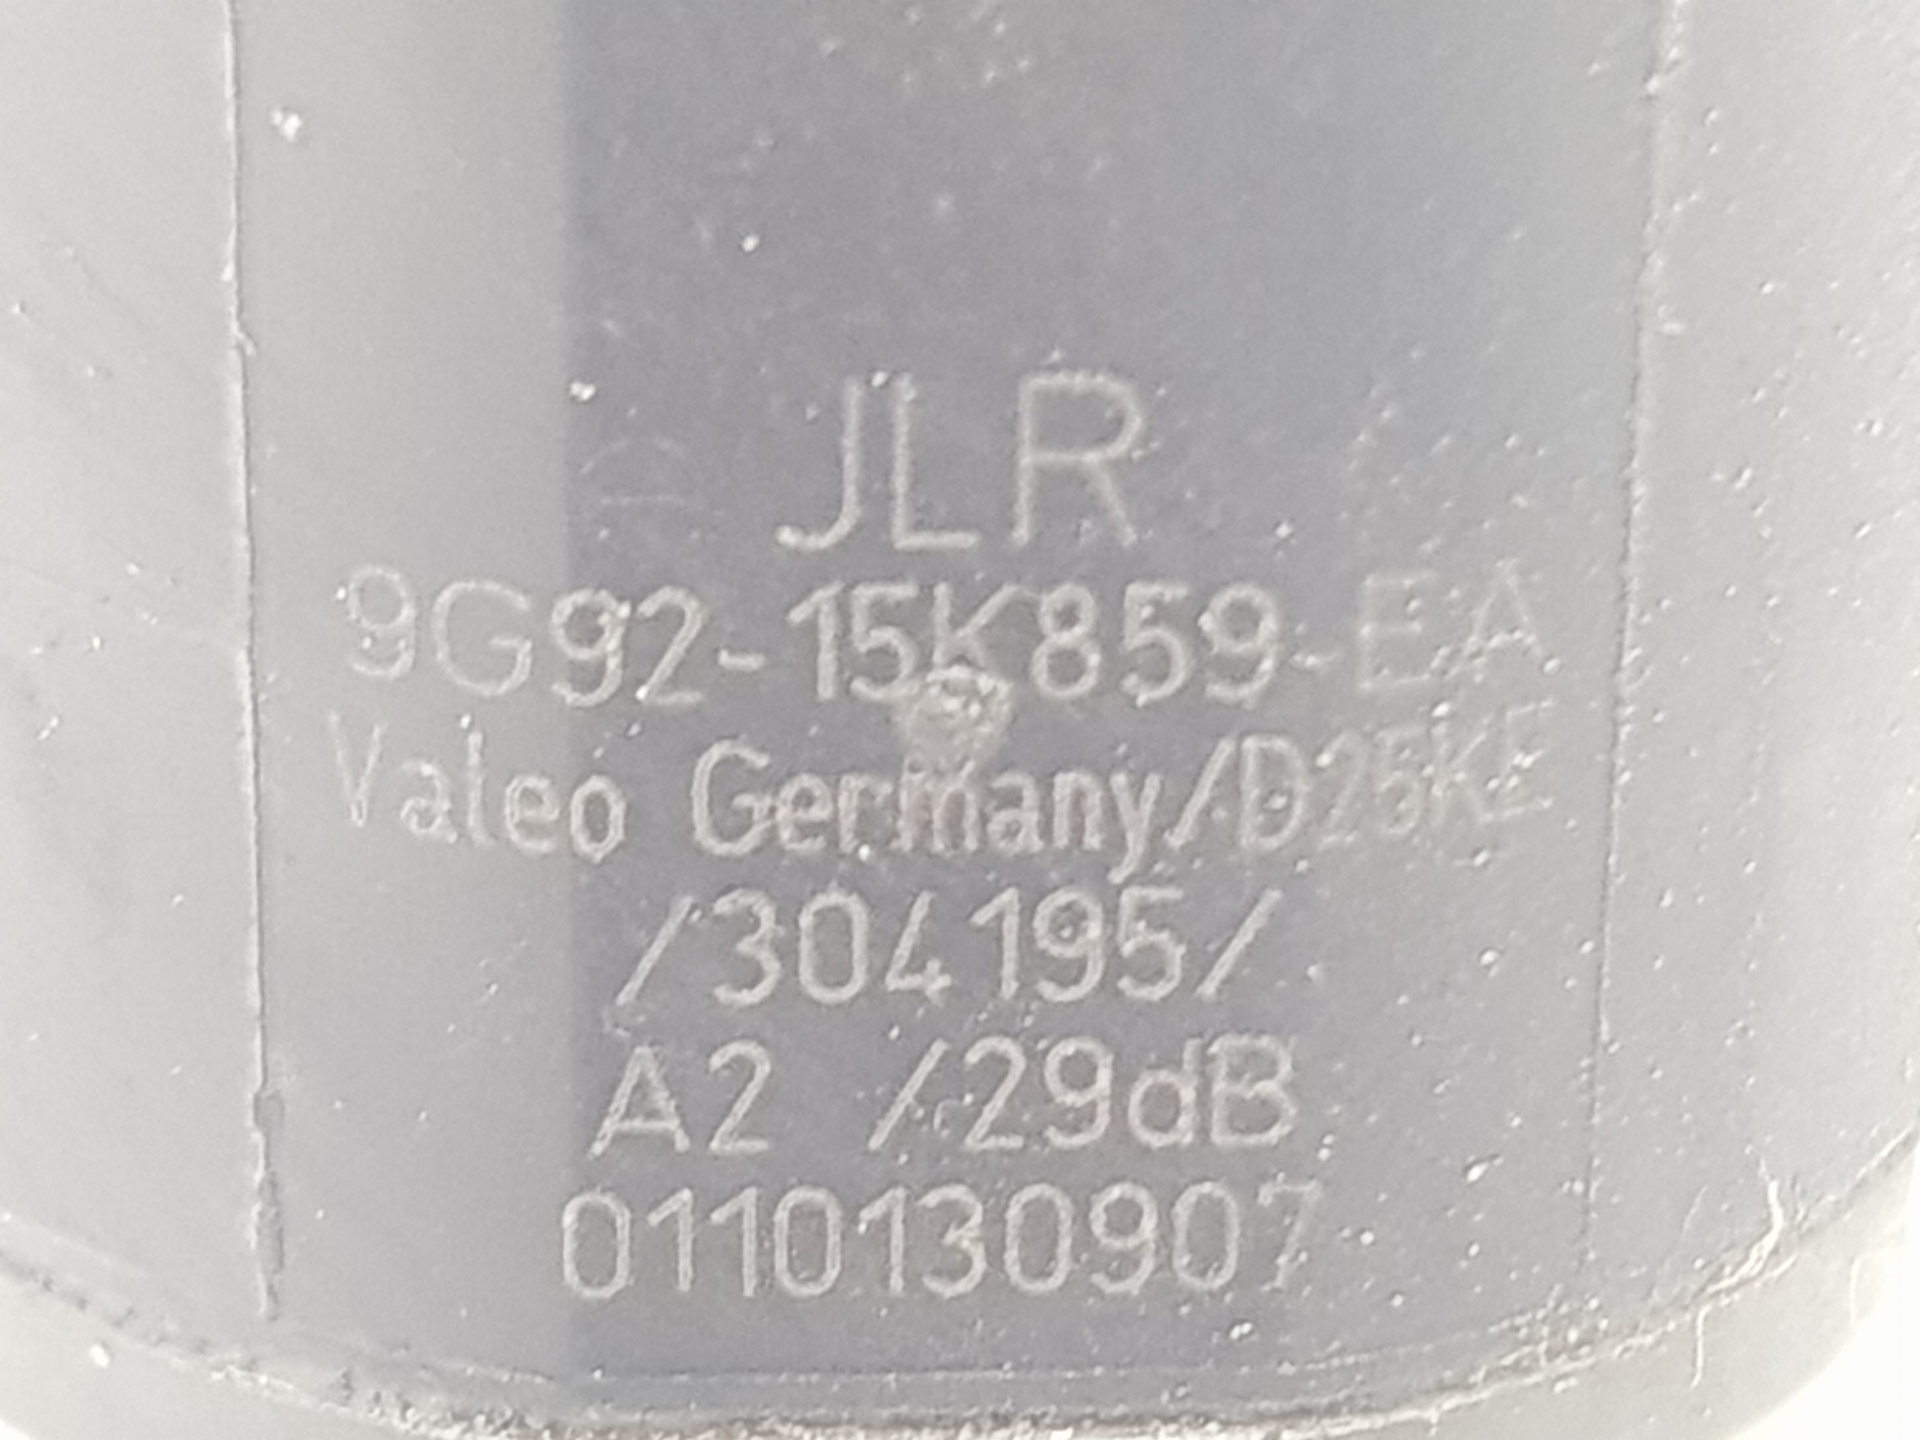 JLR
9G92-15K859-EA
Valeo Germany/D25KE
/304195/
A2 /29dB
0110130907